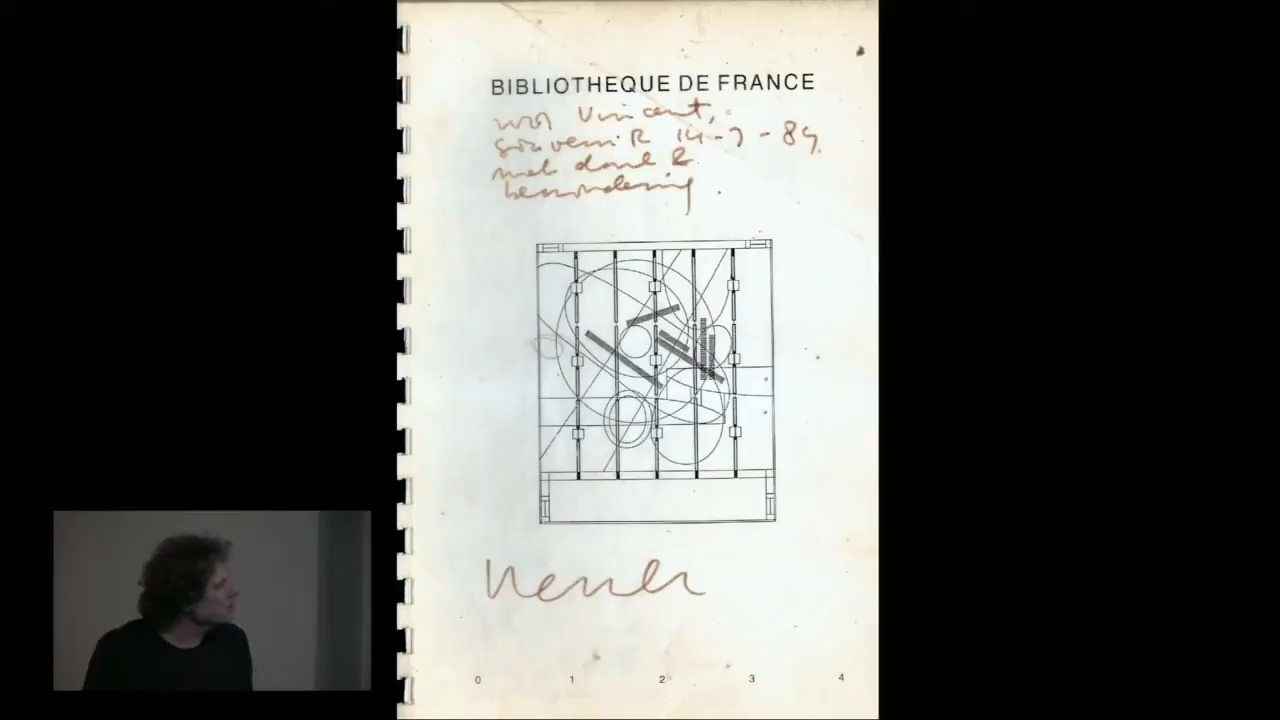 BIBLIOTHEQUE DE FRANCE
voor Vincent,
souvenir 14-7-89,
met dank &
bewondering.
0 1 2 3 4